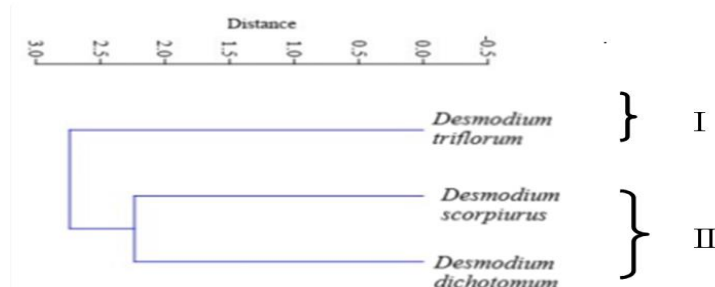 Distance
3.0 2.5 2.0 1.5 1.0 0.5 0.0 -0.5
Desmodium
triflorum
I
Desmodium
scorpiurus
II
Desmodium
dichotomum